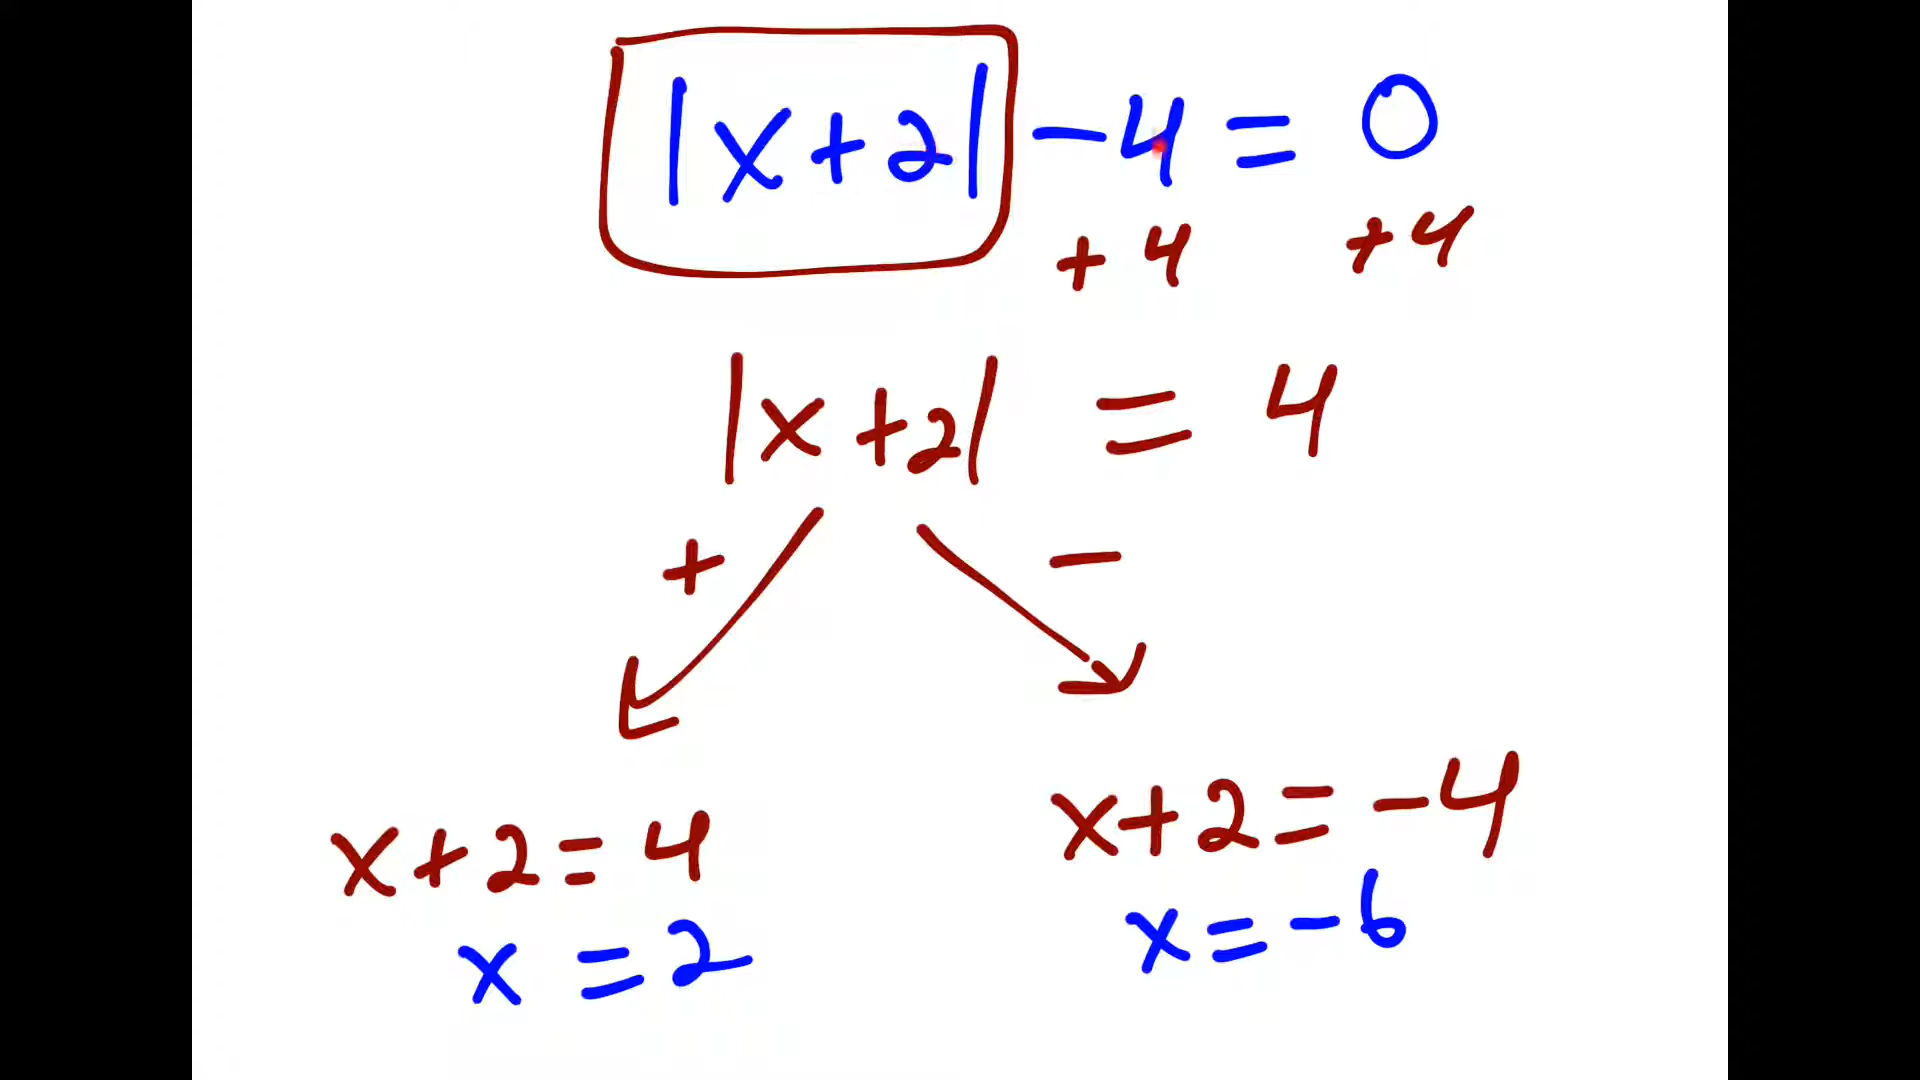 |x+2| - 4 = 0
+ 4 + 4
|x+2| = 4
+ -
x+2=4 x+2=-4
x=2 x=-6